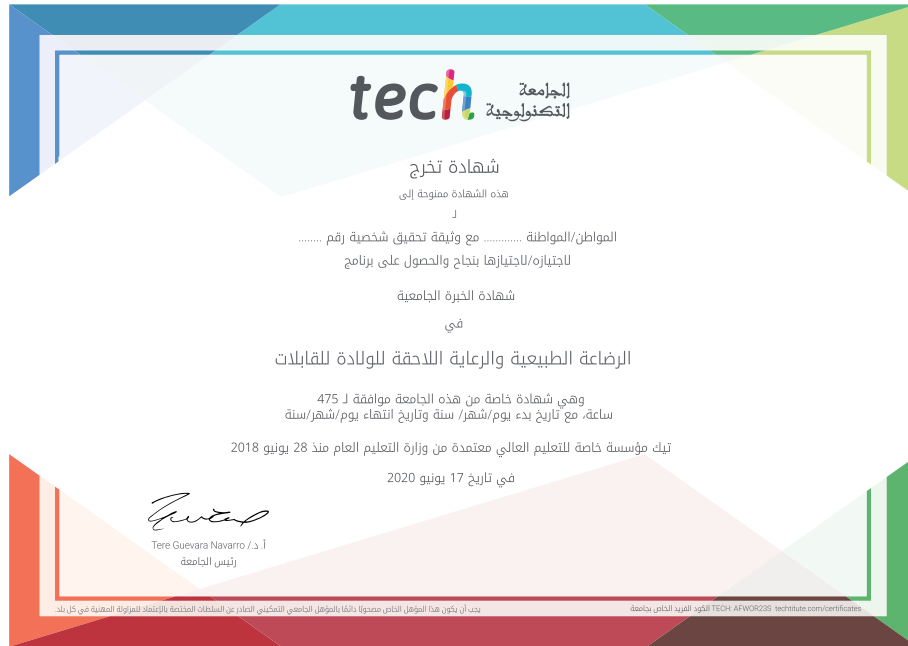 tech الجامعة
التكنولوجية
شهادة تخرج
هذه الشهادة ممنوحة إلى
لـ
المواطن/المواطنة ............ مع وثيقة تحقيق شخصية رقم ........
لاجتيازه/لاجتيازها بنجاح والحصول على برنامج
شهادة الخبرة الجامعية
في
الرضاعة الطبيعية والرعاية اللاحقة للولادة للقابلات
وهي شهادة خاصة من هذه الجامعة موافقة لـ 475
ساعة، مع تاريخ بدء يوم/شهر/ سنة وتاريخ انتهاء يوم/شهر/سنة
تيك مؤسسة خاصة للتعليم العالي معتمدة من وزارة التعليم العام منذ 28 يونيو 2018
في تاريخ 17 يونيو 2020
أ.د./ Tere Guevara Navarro
رئيس الجامعة
يجب أن يكون هذا المؤهل الخاص مصحوبًا دائمًا بالمؤهل الجامعي التمكيني الصادر عن السلطات المختصة بالإعتماد للمزاولة المهنية في كل بلد.
الكود الفريد الخاص بجامعة TECH: AFWOR23S techtitute.com/certificates